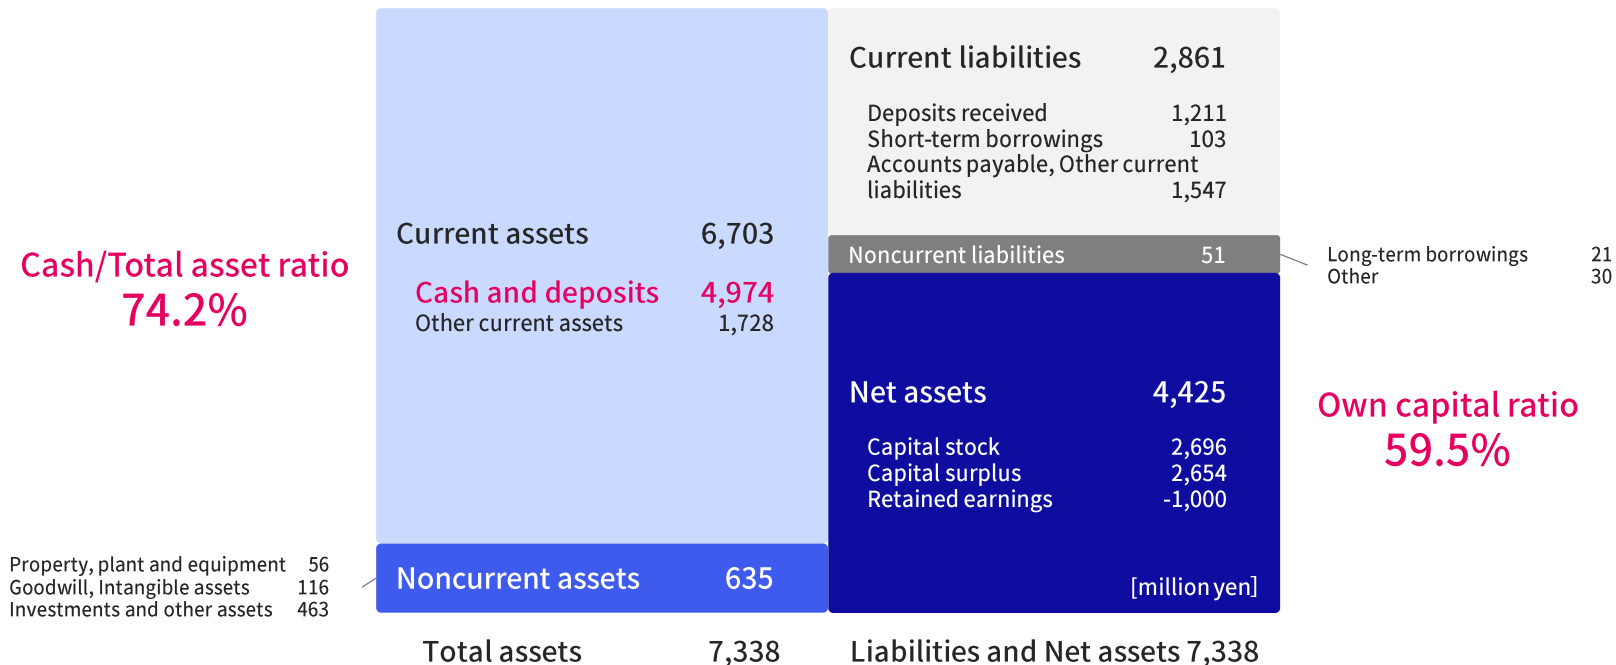 Cash/Total asset ratio
74.2%
Current assets 6,703
Cash and deposits 4,974
Other current assets 1,728
Property, plant and equipment 56
Goodwill, Intangible assets 116
Investments and other assets 463
Noncurrent assets 635
Total assets 7,338
Current liabilities 2,861
Deposits received 1,211
Short-term borrowings 103
Accounts payable, Other current
liabilities 1,547
Noncurrent liabilities 51
Long-term borrowings 21
Other 30
Net assets 4,425
Capital stock 2,696
Capital surplus 2,654
Retained earnings -1,000
[million yen]
Own capital ratio
59.5%
Liabilities and Net assets 7,338